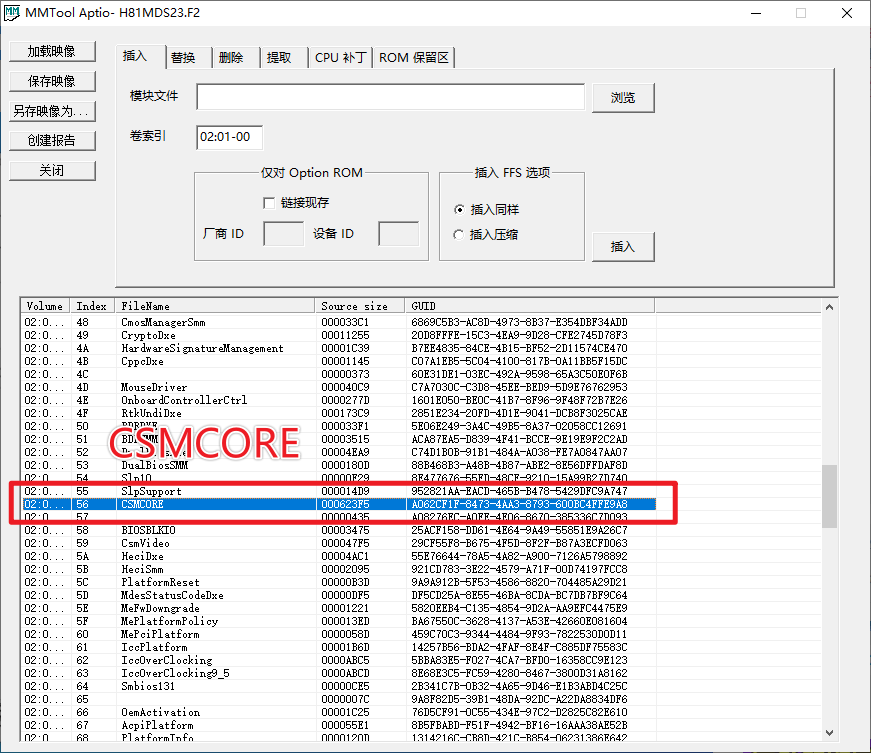 MMTool Aptio- H81MDS23.F2
加载映像
保存映像
另存映像为...
创建报告
关闭
插入 替换 删除 提取 CPU 补丁 ROM 保留区
模块文件 浏览
卷索引 02:01-00
仅对 Option ROM
链接现存
厂商 ID 设备 ID
插入 FFS 选项
插入同样
插入压缩
插入
Volume Index FileName Source size GUID
02:0... 48 CmosManagerSmm 000033C1 6869C5B3-AC8D-4973-8B37-E354DBF34ADD
02:0... 49 CryptoDxe 00011255 20D8FFFE-15C3-4EA9-9D28-CFE2745D78F3
02:0... 4A HardwareSignatureManagement 00001C39 B7EE4835-84CE-4B15-BF52-2D11574CE470
02:0... 4B CppcDxe 00001145 C07A1EB5-5C04-4100-817B-0A11BB5F15DC
02:0... 4C 00000373 60E31DE1-03EC-492A-9598-65A3C50E0F6B
02:0... 4D MouseDriver 000040C9 C7A7030C-C3D8-45EE-BED9-5D9E76762953
02:0... 4E OnboardControllerCtrl 0000277D 1601E050-BE0C-41B7-8F96-9F48F72B7E26
02:0... 4F RtkUndiDxe 000173C9 2851E234-20FD-4D1E-9041-DCB8F3025CAE
02:0... 50 000033F1 5E06E249-3A4C-49B5-8A37-02058CC12691
02:0... 51 00003515 ACA87EA5-D839-4F41-BCCE-9E19E9F2C2AD
02:0... 52 C74D1B0B-91B1-484A-A038-FE7A0847AA07
02:0... 53 DualBiosSMM 0000180D 88B468B3-A48B-4B87-ABE2-8E56DFFDAF8D
02:0... 54 Slp10 00000E29 8E477676-55ED-48CF-9210-15A99B27D740
CSMCORE
02:0... 55 SlpSupport 000014D9 952821AA-EACD-465B-B478-5429DFC9A747
02:0... 56 CSMCORE 000623F5 A062CF1F-8473-4AA3-8793-600BC4FFE9A8
02:0... 57 00000435 A08276EC-A0FE-4E06-8670-385336C7D093
02:0... 58 BIOSBLKIO 00003475 25ACF158-DD61-4E64-9A49-55851E9A26C7
02:0... 59 CsmVideo 000047F5 29CF55F8-B675-4F5D-8F2F-B87A3ECFD063
02:0... 5A HeciDxe 00004AC1 55E76644-78A5-4A82-A900-7126A5798892
02:0... 5B HeciSmm 00002095 921CD783-3E22-4579-A71F-00D74197FCC8
02:0... 5C PlatformReset 00000B3D 9A9A912B-5F53-4586-8820-704485A29D21
02:0... 5D MdesStatusCodeDxe 00000DF5 DF5CD25A-8E55-46BA-8CDA-BC7DB7BF9C64
02:0... 5E MeFwDowngrade 00001221 5820EEB4-C135-4854-9D2A-AA9EFC4475E9
02:0... 5F MePlatformPolicy 000013ED BA67550C-3628-4137-A53E-42660E081604
02:0... 60 MePciPlatform 0000058D 459C70C3-9344-4484-9F93-7822530D0D11
02:0... 61 IccPlatform 00001B6D 14257B56-BDA2-4FAF-8E4F-C885DF75583C
02:0... 62 IccOverClocking 0000ABC5 5BBA83E5-F027-4CA7-BFD0-16358CC9E123
02:0... 63 IccOverClocking9_5 0000ABCD 8E68E3C5-FC59-4280-8467-3800D31A8162
02:0... 64 Smbios131 00000CE5 2B341C7B-0B32-4A65-9D46-E1B3ABD4C25C
02:0... 65 0000007C 9A8F82D5-39B1-48DA-92DC-A22DA8834DF6
02:0... 66 OemActivation 00001C25 76D5CF91-0C55-434E-97C2-D2825C82E610
02:0... 67 AcpiPlatform 000055E1 8B5FBABD-F51F-4942-BF16-16AAA38AE52B
02:0... 68 PlatformInfo 0000120D 1314216C-CB8D-421C-B854-06231386E642